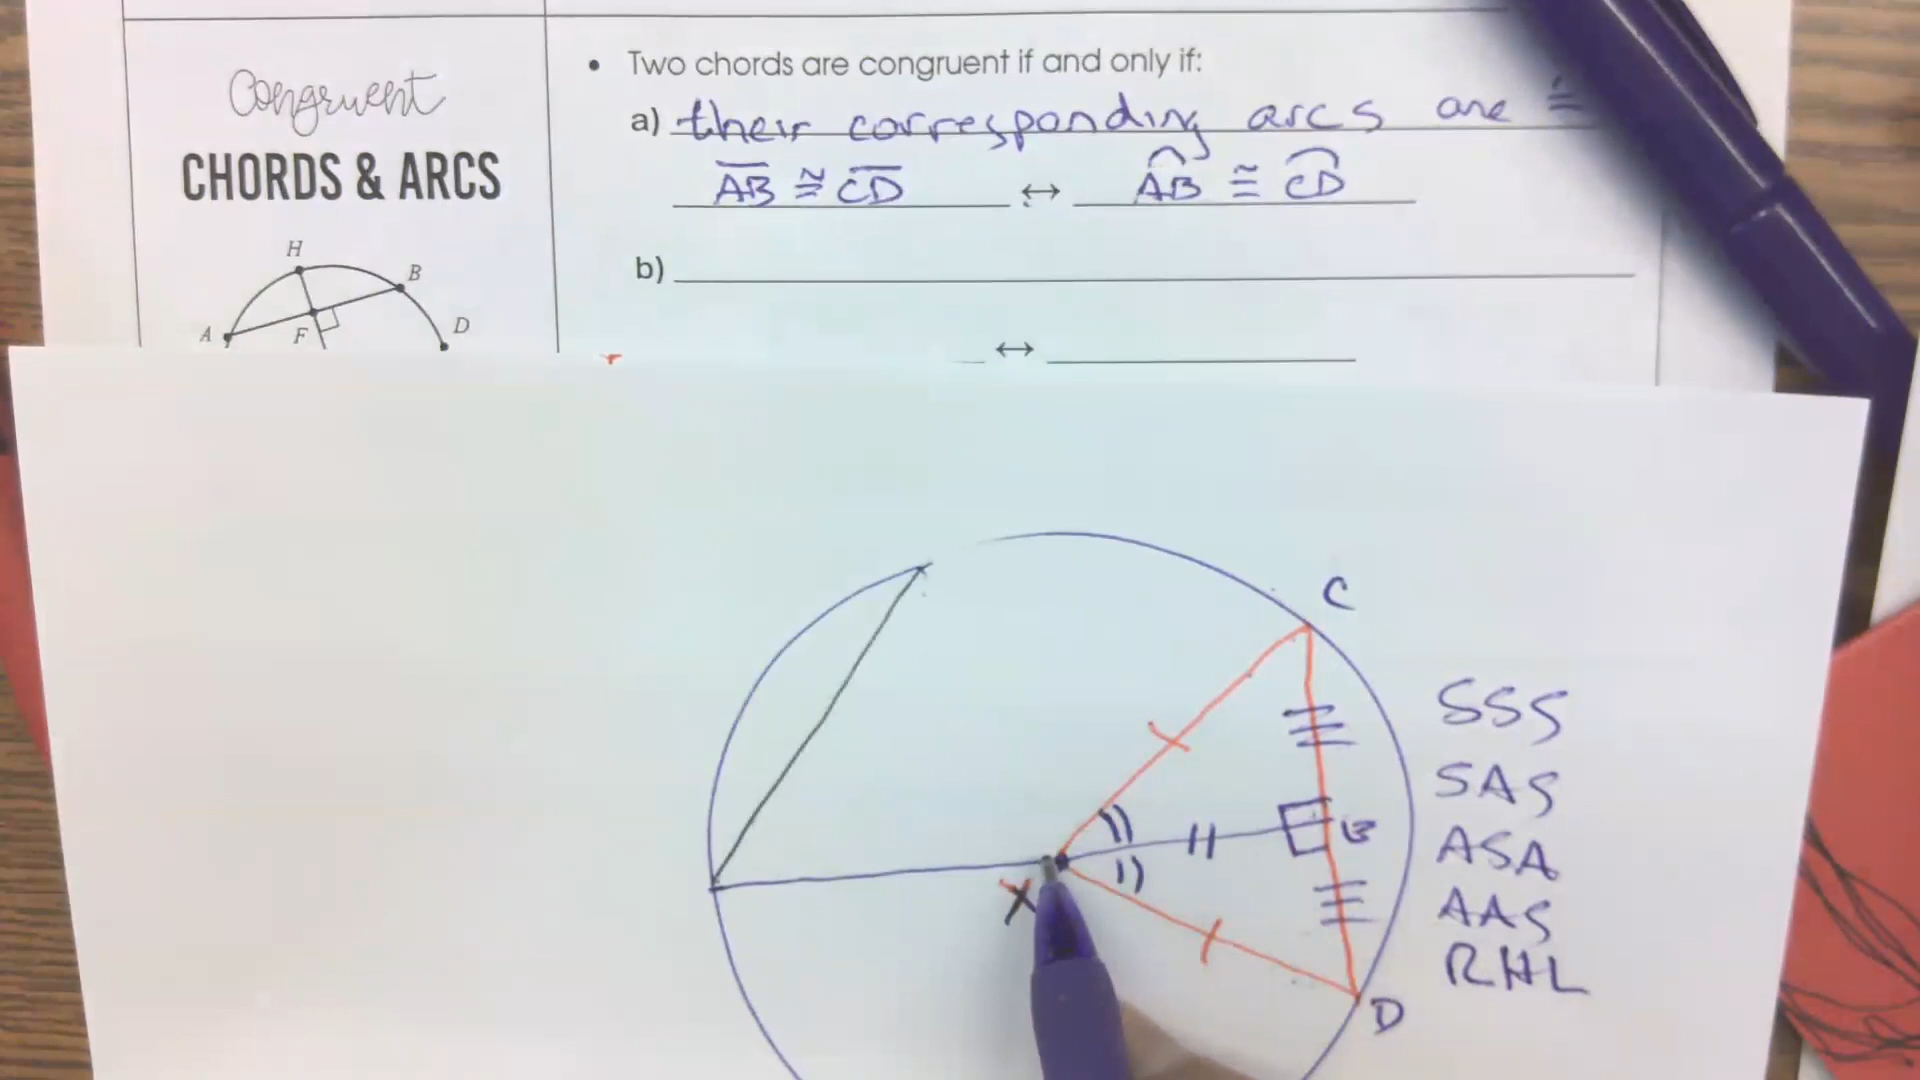 Congruent
CHORDS & ARCS
H
B
A
F
D
• Two chords are congruent if and only if:
a) their corresponding arcs are ≅
AB ≅ CD ↔ AB ≅ CD
b)
↔
C
SSS
SAS
E
ASA
X
AAS
RHL
D